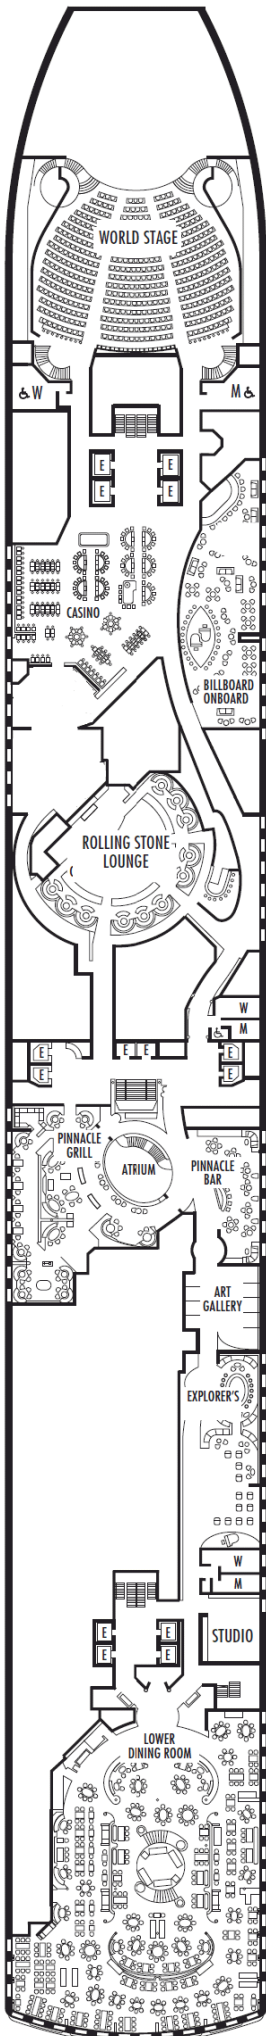 WORLD STAGE
W
M
E
E
E
E
CASINO
BILLBOARD
ONBOARD
ROLLING STONE
LOUNGE
W
M
E
E
E
E
E
E
PINNACLE
GRILL
ATRIUM
PINNACLE
BAR
ART
GALLERY
EXPLORER'S
W
M
E
E
E
E
STUDIO
LOWER
DINING ROOM